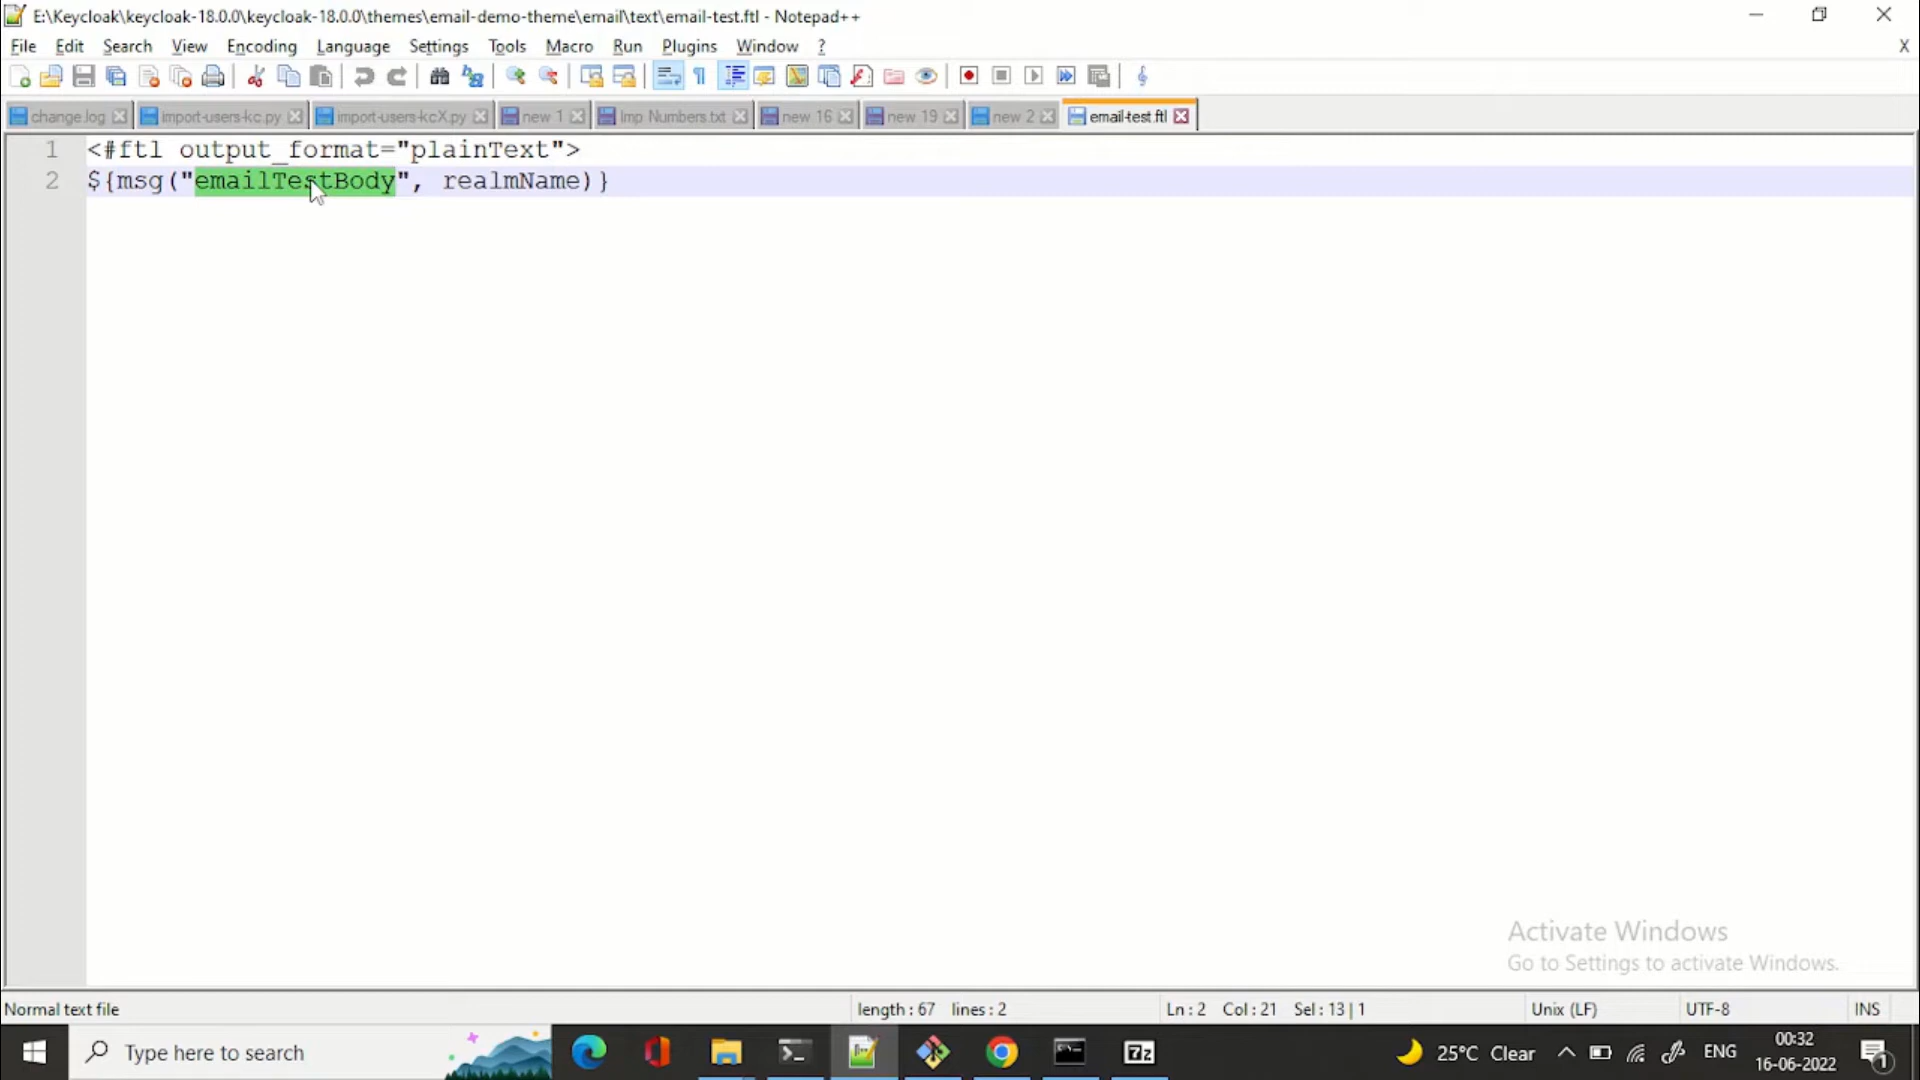 E:\Keycloak\keycloak-18.0.0\keycloak-18.0.0\themes\email-demo-theme\email\text\email-test.ftl - Notepad++
File Edit Search View Encoding Language Settings Tools Macro Run Plugins Window ? X
change.log import-users-kc.py import-users-kcX.py new 1 Imp Numbers.txt new 16 new 19 new 2 email-test.ftl
1 <#ftl output_format="plainText">
2 ${msg("emailTestBody", realmName)}
Activate Windows
Go to Settings to activate Windows.
Normal text file length : 67 lines : 2 Ln : 2 Col : 21 Sel : 13 | 1 Unix (LF) UTF-8 INS
Type here to search 7z 25°C Clear ENG 00:32
16-06-2022 1